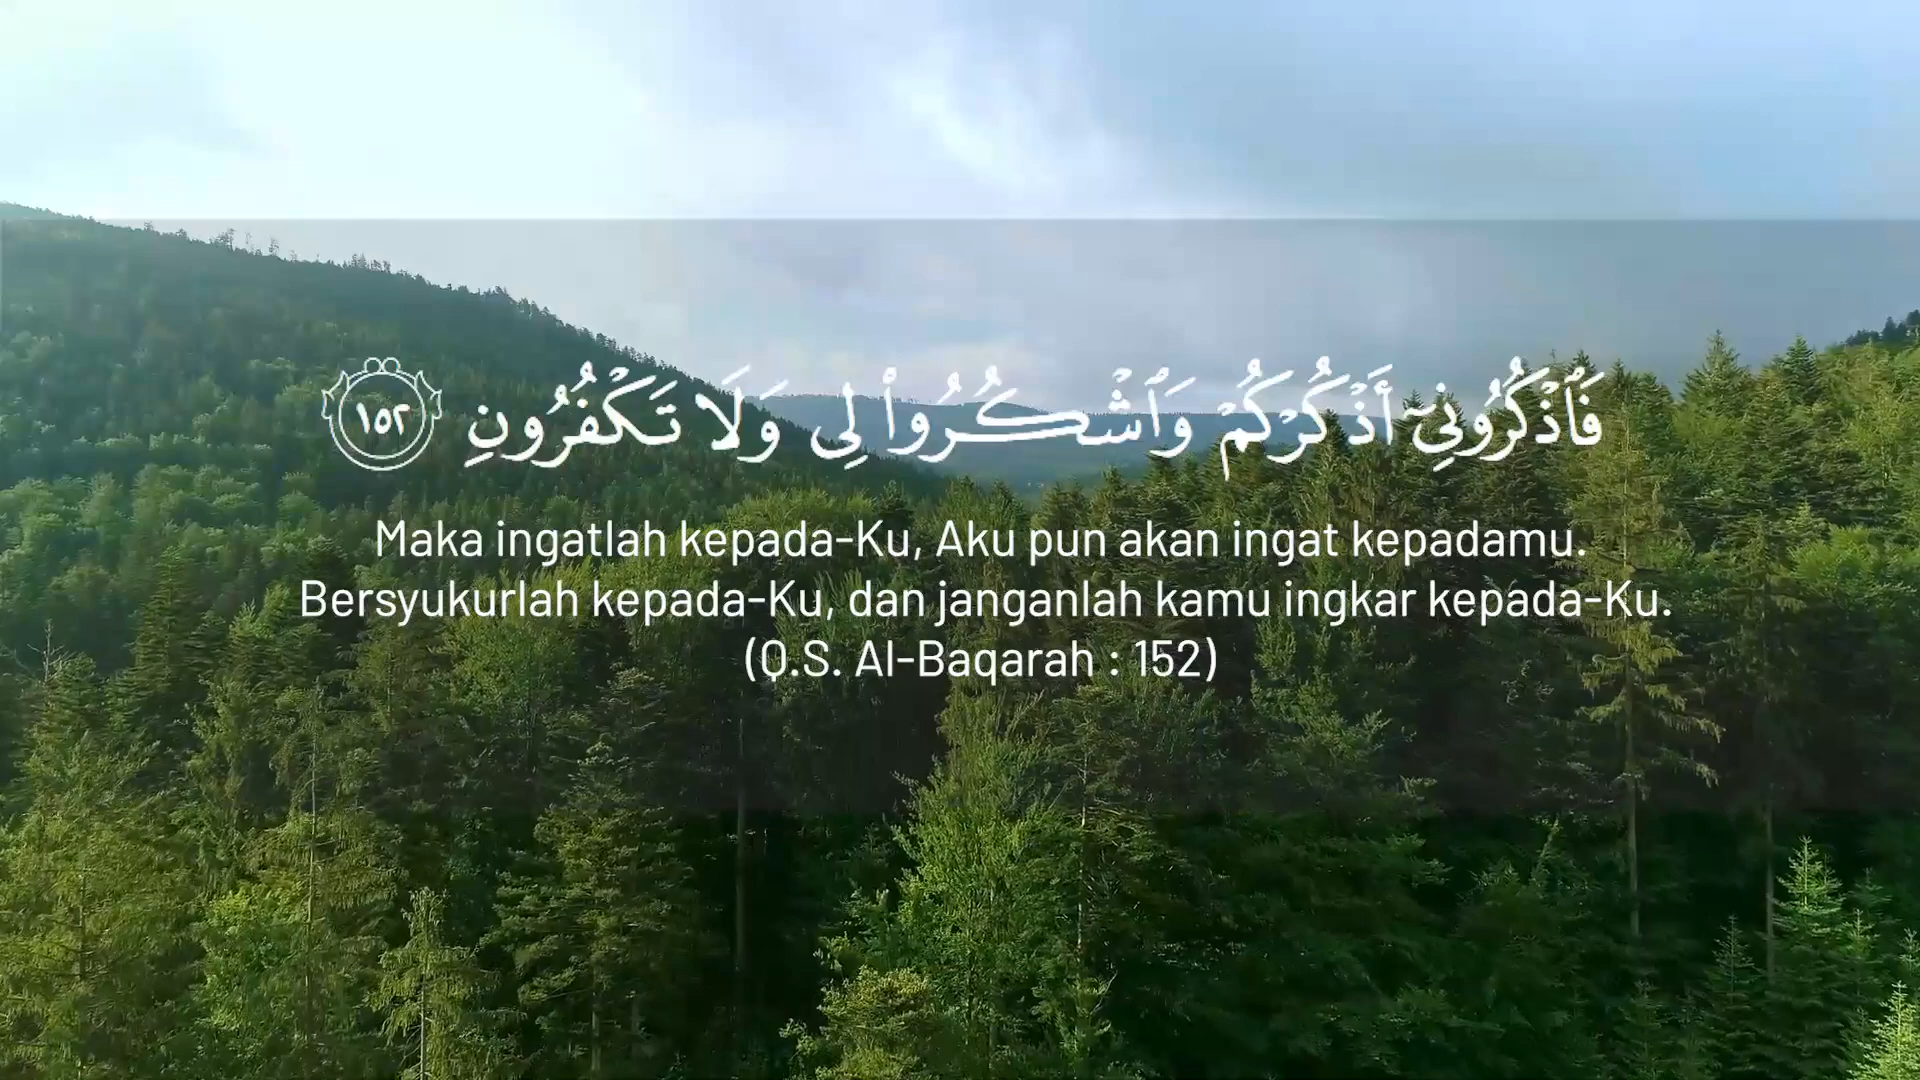 فَٱذْكُرُونِىٓ أَذْكُرْكُمْ وَٱشْكُرُوا۟ لِى وَلَا تَكْفُرُونِ ١٥٢
Maka ingatlah kepada-Ku, Aku pun akan ingat kepadamu.
Bersyukurlah kepada-Ku, dan janganlah kamu ingkar kepada-Ku.
(Q.S. Al-Baqarah : 152)